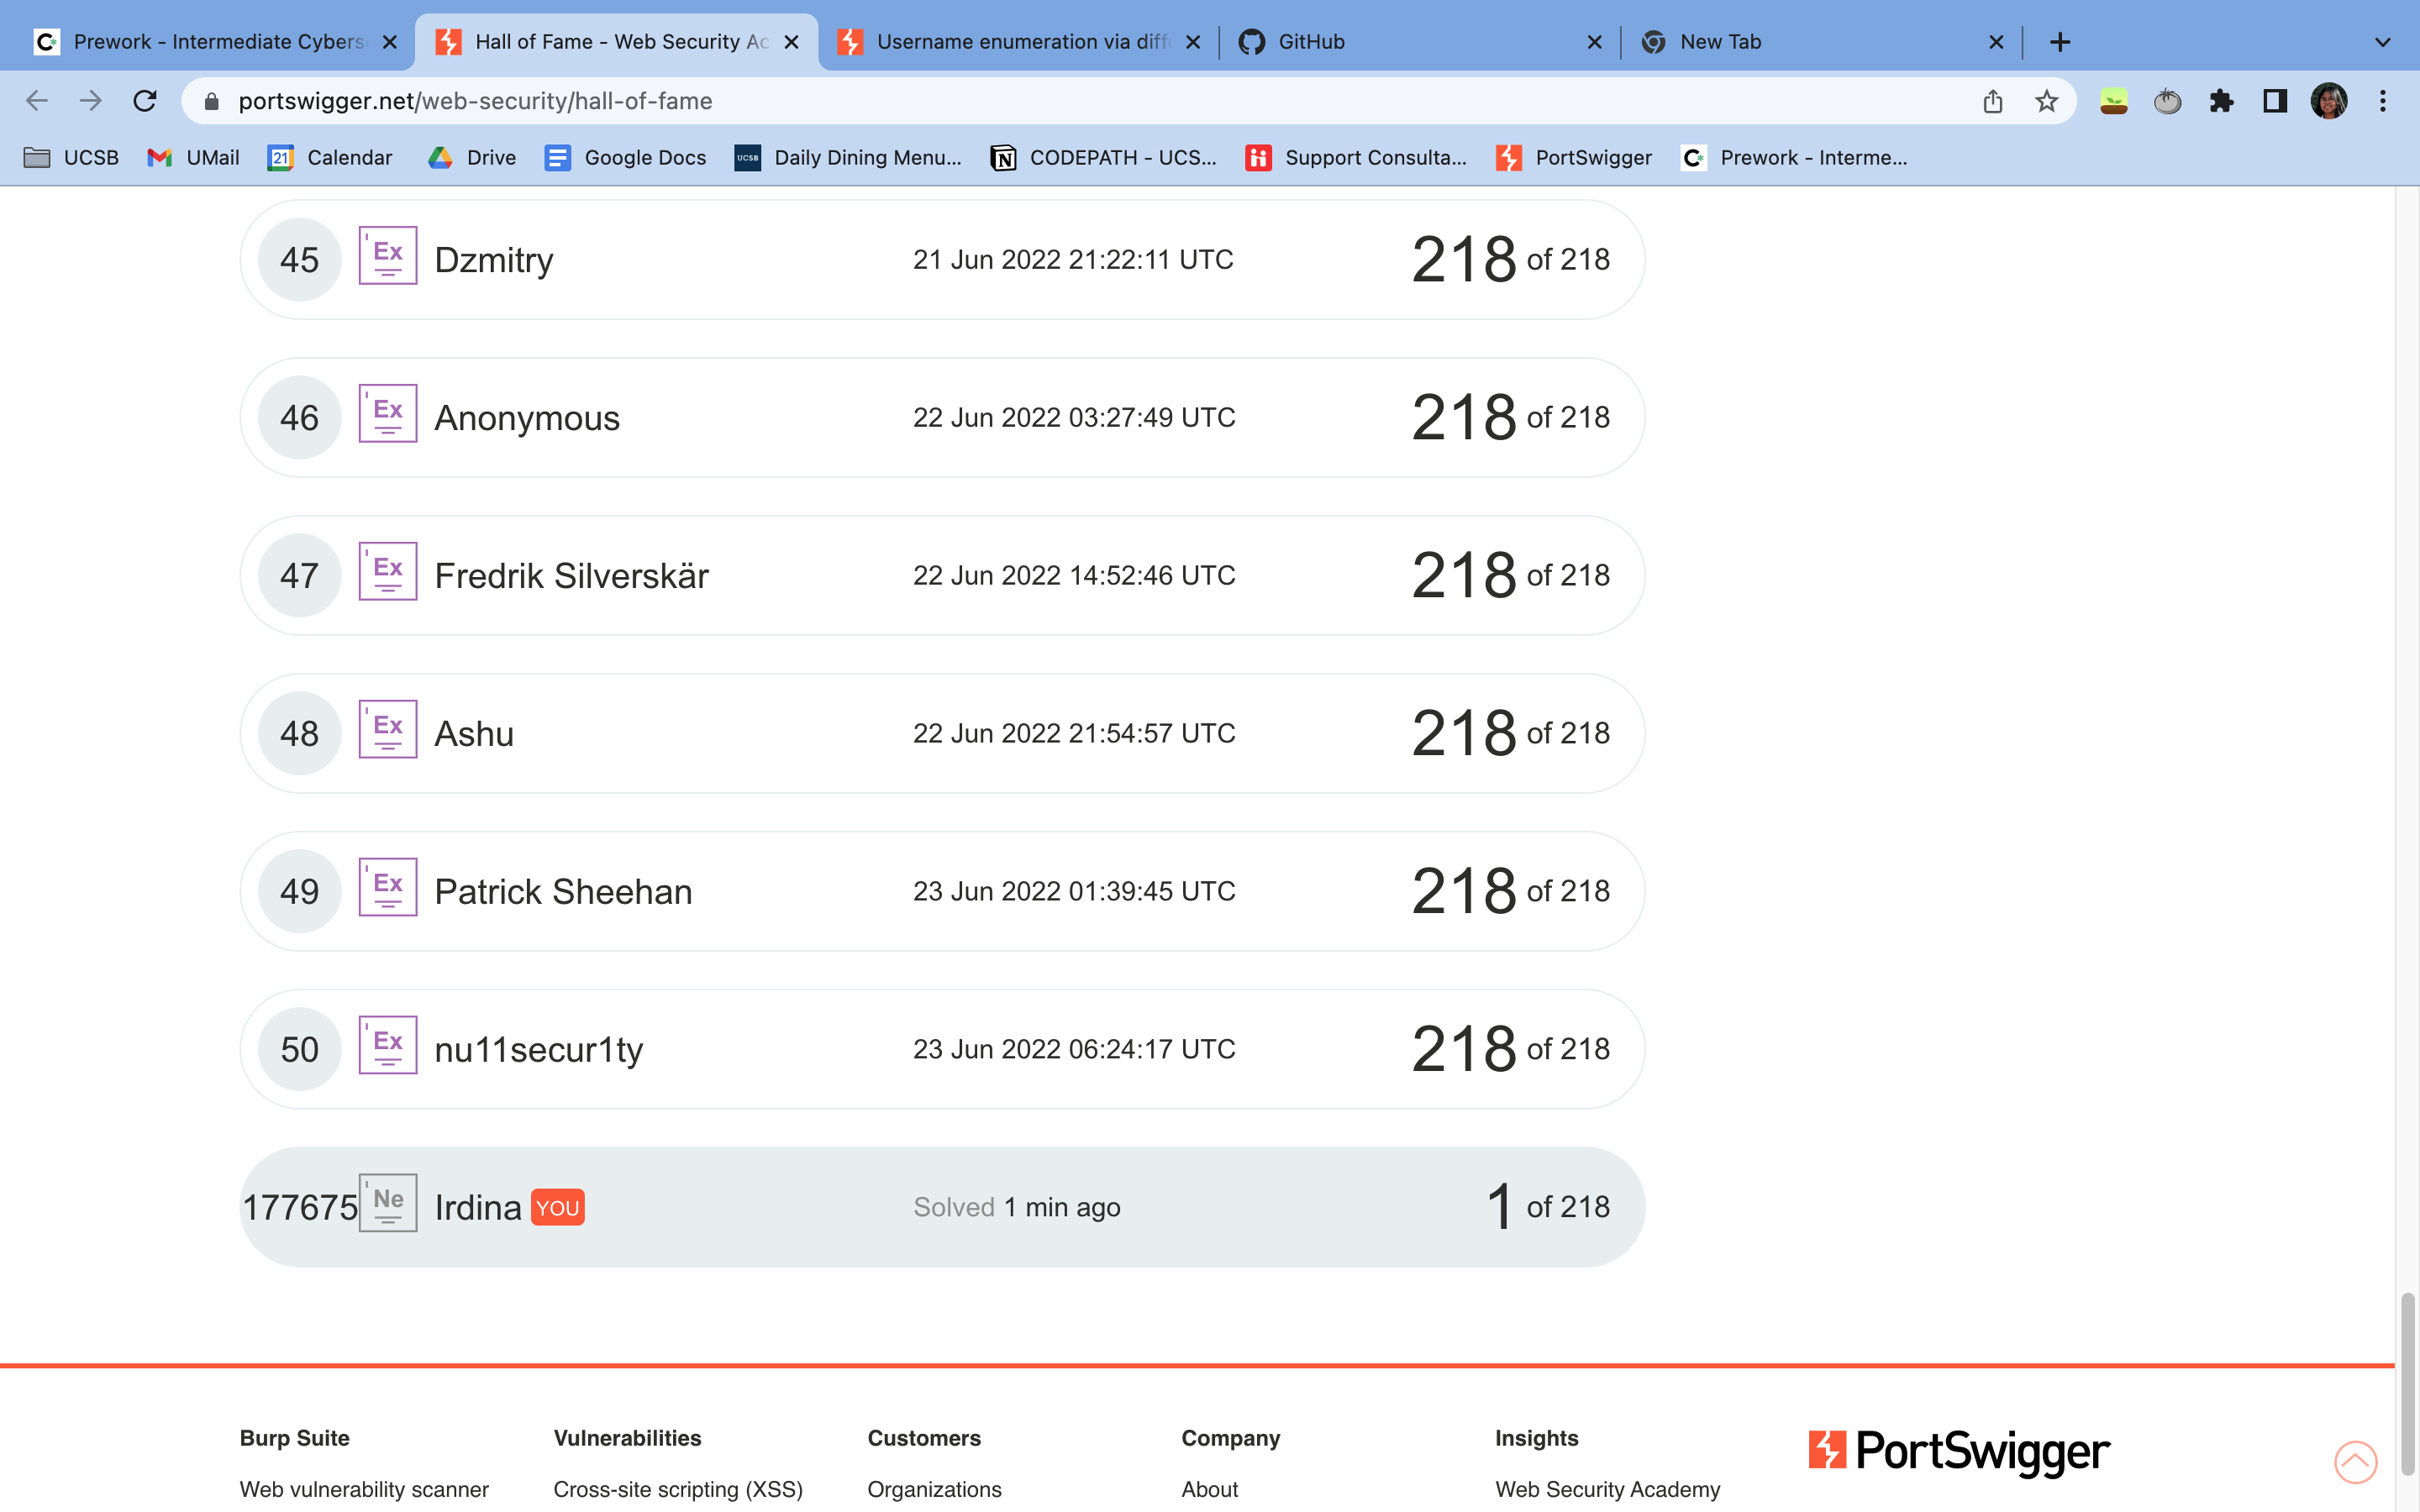 Prework - Intermediate Cybers
Hall of Fame - Web Security Ac
Username enumeration via diff
GitHub
New Tab
portswigger.net/web-security/hall-of-fame
UCSB
UMail
21
Calendar
Drive
Google Docs
UCSB
Daily Dining Menu...
CODEPATH - UCS...
Support Consulta...
PortSwigger
Prework - Interme...
45 Ex Dzmitry 21 Jun 2022 21:22:11 UTC 218 of 218
46 Ex Anonymous 22 Jun 2022 03:27:49 UTC 218 of 218
47 Ex Fredrik Silverskär 22 Jun 2022 14:52:46 UTC 218 of 218
48 Ex Ashu 22 Jun 2022 21:54:57 UTC 218 of 218
49 Ex Patrick Sheehan 23 Jun 2022 01:39:45 UTC 218 of 218
50 Ex nu11secur1ty 23 Jun 2022 06:24:17 UTC 218 of 218
177675 Ne Irdina YOU Solved 1 min ago 1 of 218
Burp Suite
Web vulnerability scanner
Vulnerabilities
Cross-site scripting (XSS)
Customers
Organizations
Company
About
Insights
Web Security Academy
PortSwigger